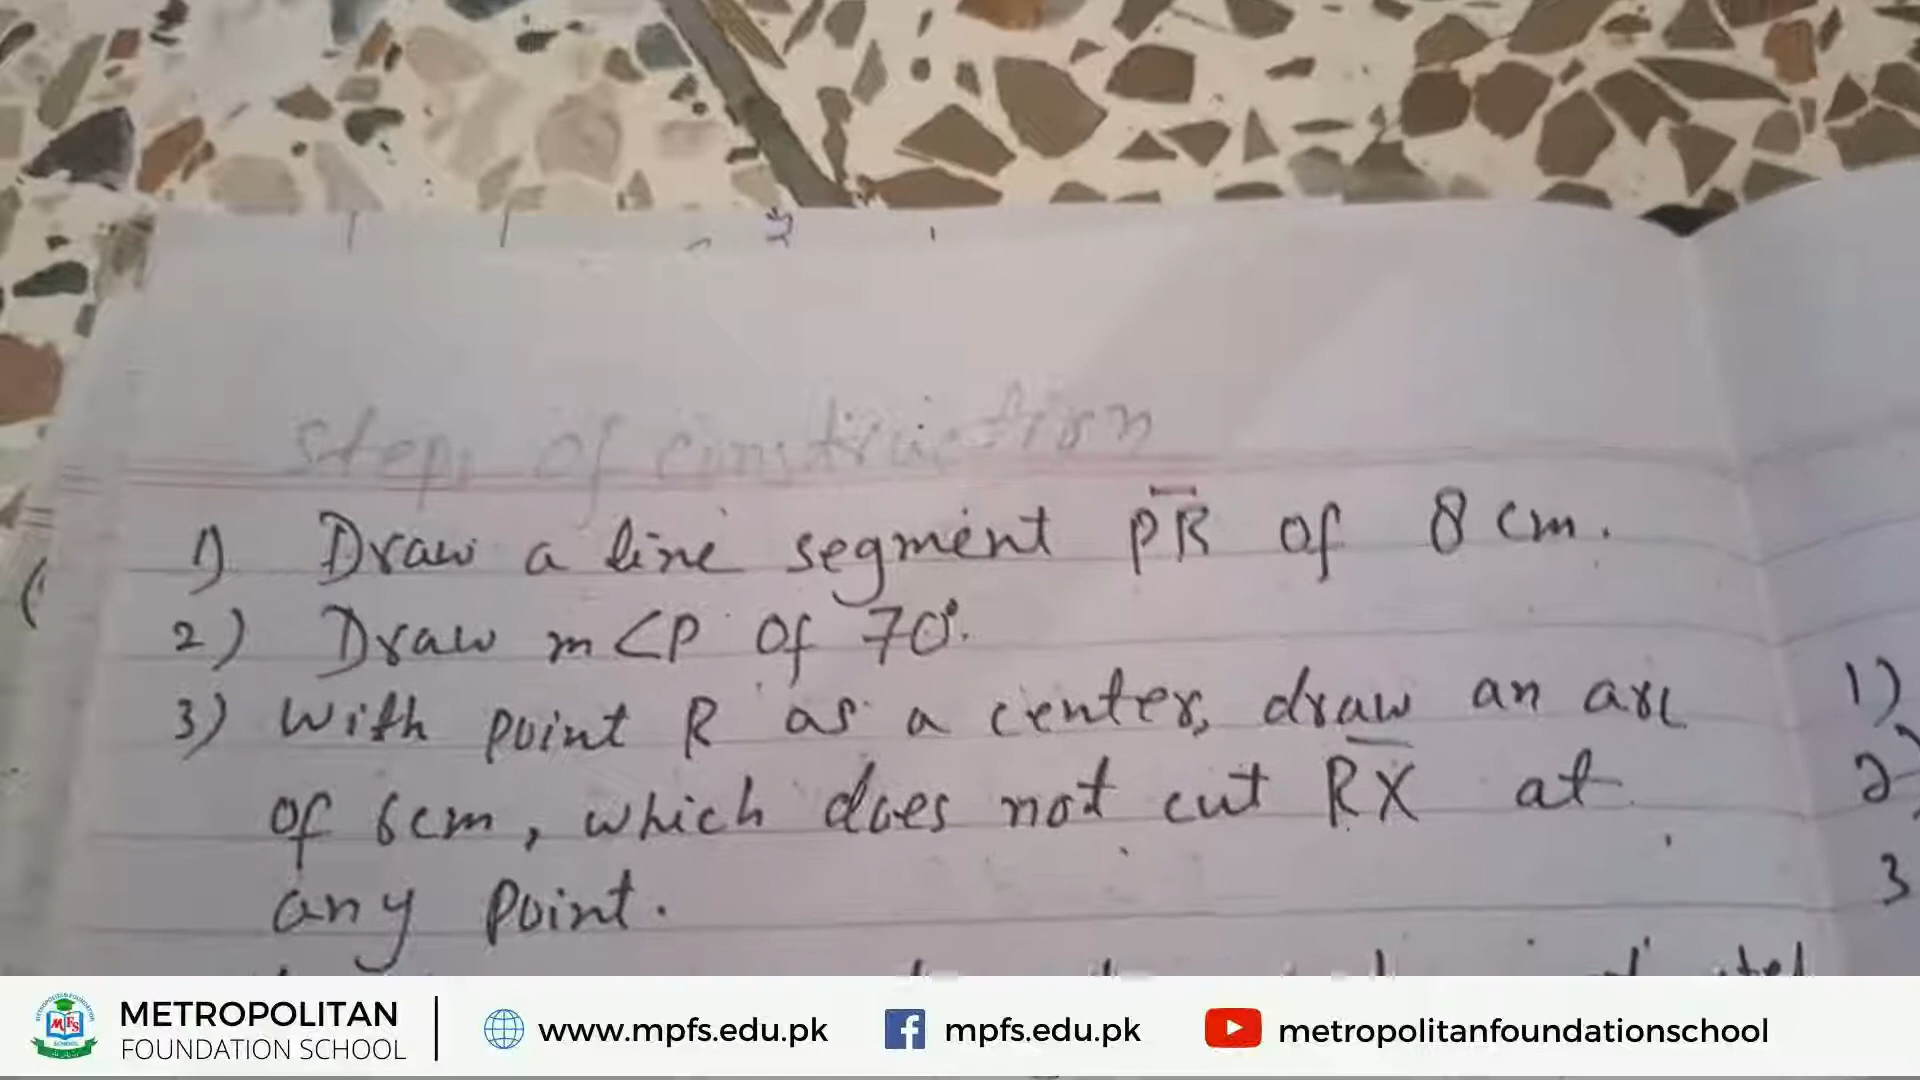 Steps of construction
1) Draw a line segment P̅R̅ of 8 cm.
2) Draw m<P of 70°.
3) With point R as a center, draw an arc
of 6cm, which does not cut R̅X̅ at
any point.
1)
2)
3
METROPOLITAN
FOUNDATION SCHOOL
www.mpfs.edu.pk
mpfs.edu.pk
metropolitanfoundationschool